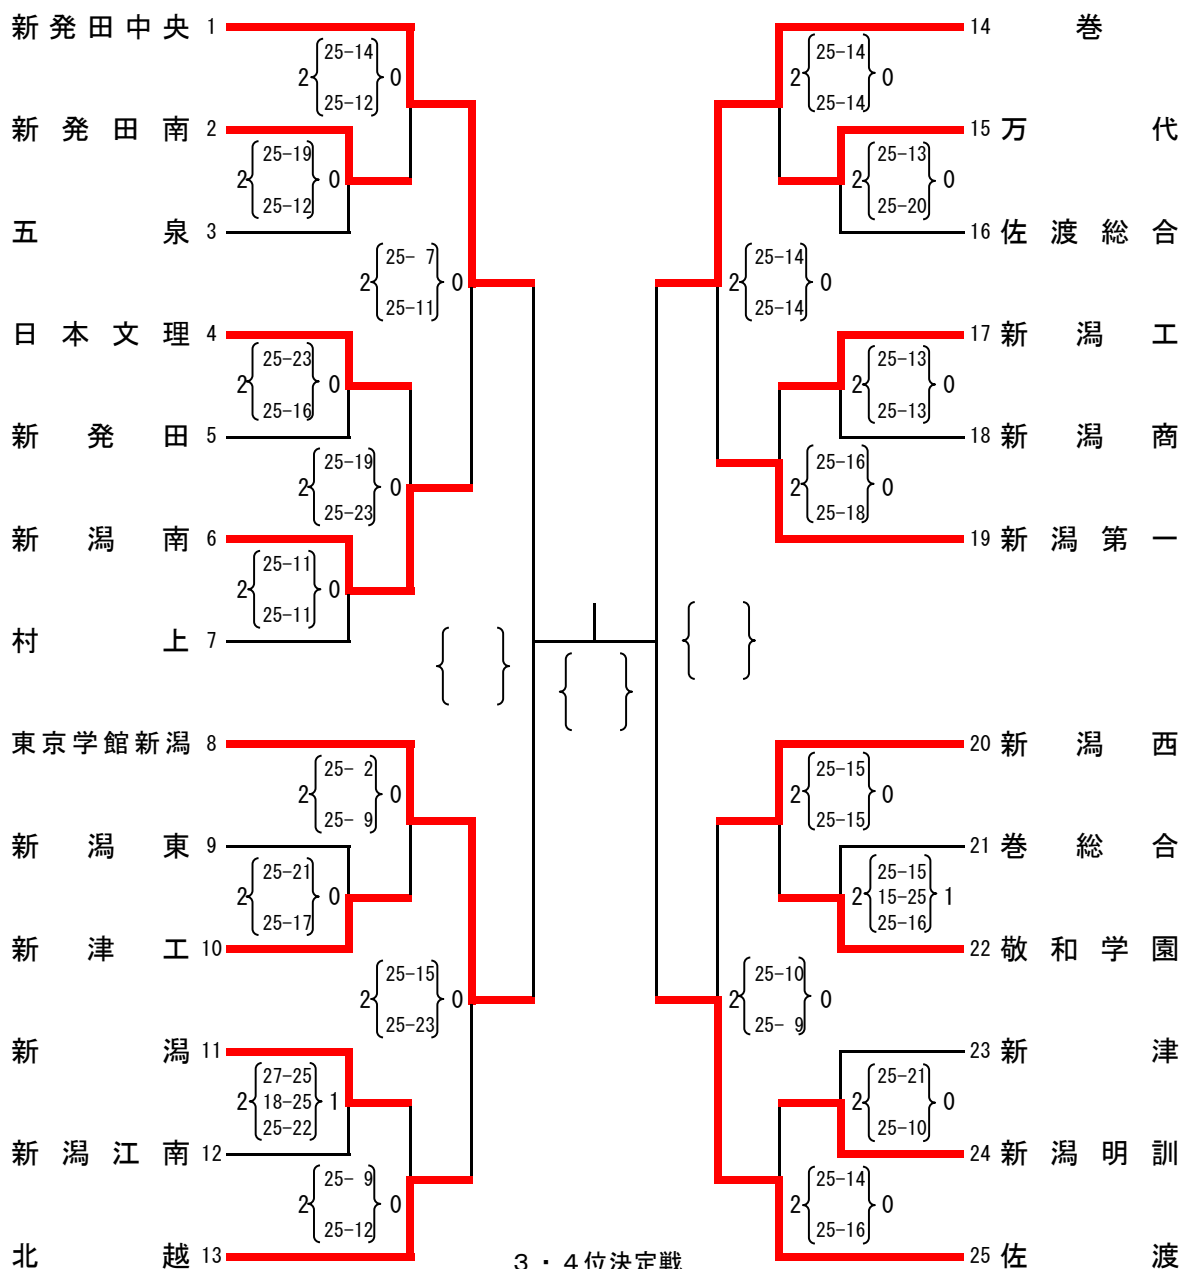 新発田中央 1
25-14
2 0
25-12
新発田南 2
25-19
2 0
25-12
五泉 3
25- 7
2 0
25-11
日本文理 4
25-23
2 0
25-16
新発田 5
25-19
2 0
25-23
新潟南 6
25-11
2 0
25-11
村上 7
東京学館新潟 8
25- 2
2 0
25- 9
新潟東 9
25-21
2 0
25-17
新津工 10
25-15
2 0
25-23
新潟 11
27-25
2 18-25 1
25-22
新潟江南 12
25- 9
2 0
25-12
北越 13
14 巻
25-14
2 0
25-14
15 万代
25-13
2 0
25-20
16 佐渡総合
25-14
2 0
25-14
17 新潟工
25-13
2 0
25-13
18 新潟商
25-16
2 0
25-18
19 新潟第一
20 新潟西
25-15
2 0
25-15
21 巻総合
25-15
2 15-25 1
25-16
22 敬和学園
25-10
2 0
25- 9
23 新津
25-21
2 0
25-10
24 新潟明訓
25-14
2 0
25-16
25 佐渡
３・４位決定戦